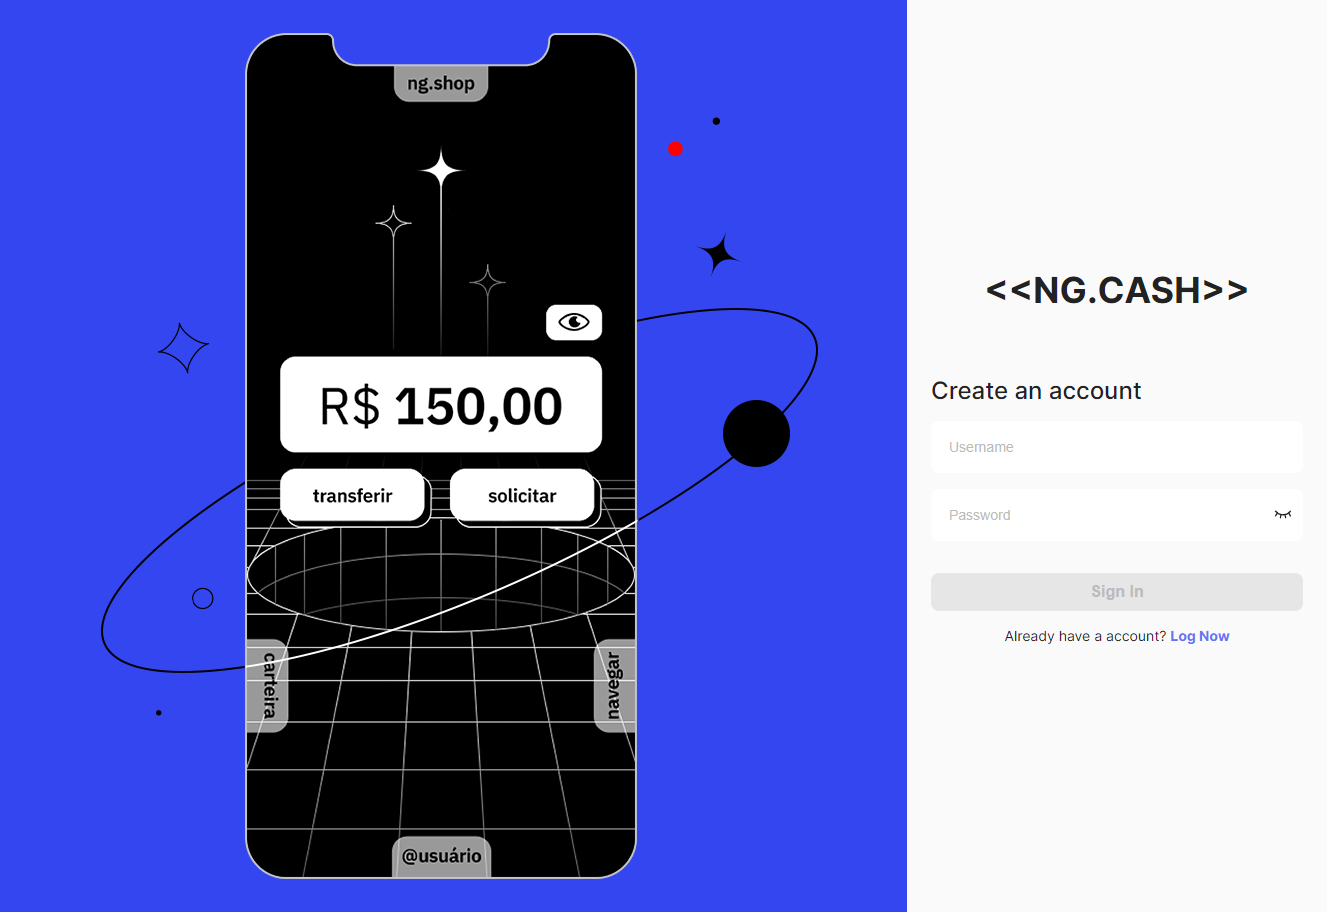 ng.shop
R$ 150,00
transferir
solicitar
carteira
navegar
@usuário
<<NG.CASH>>
Create an account
Username
Password
Sign In
Already have a account? Log Now